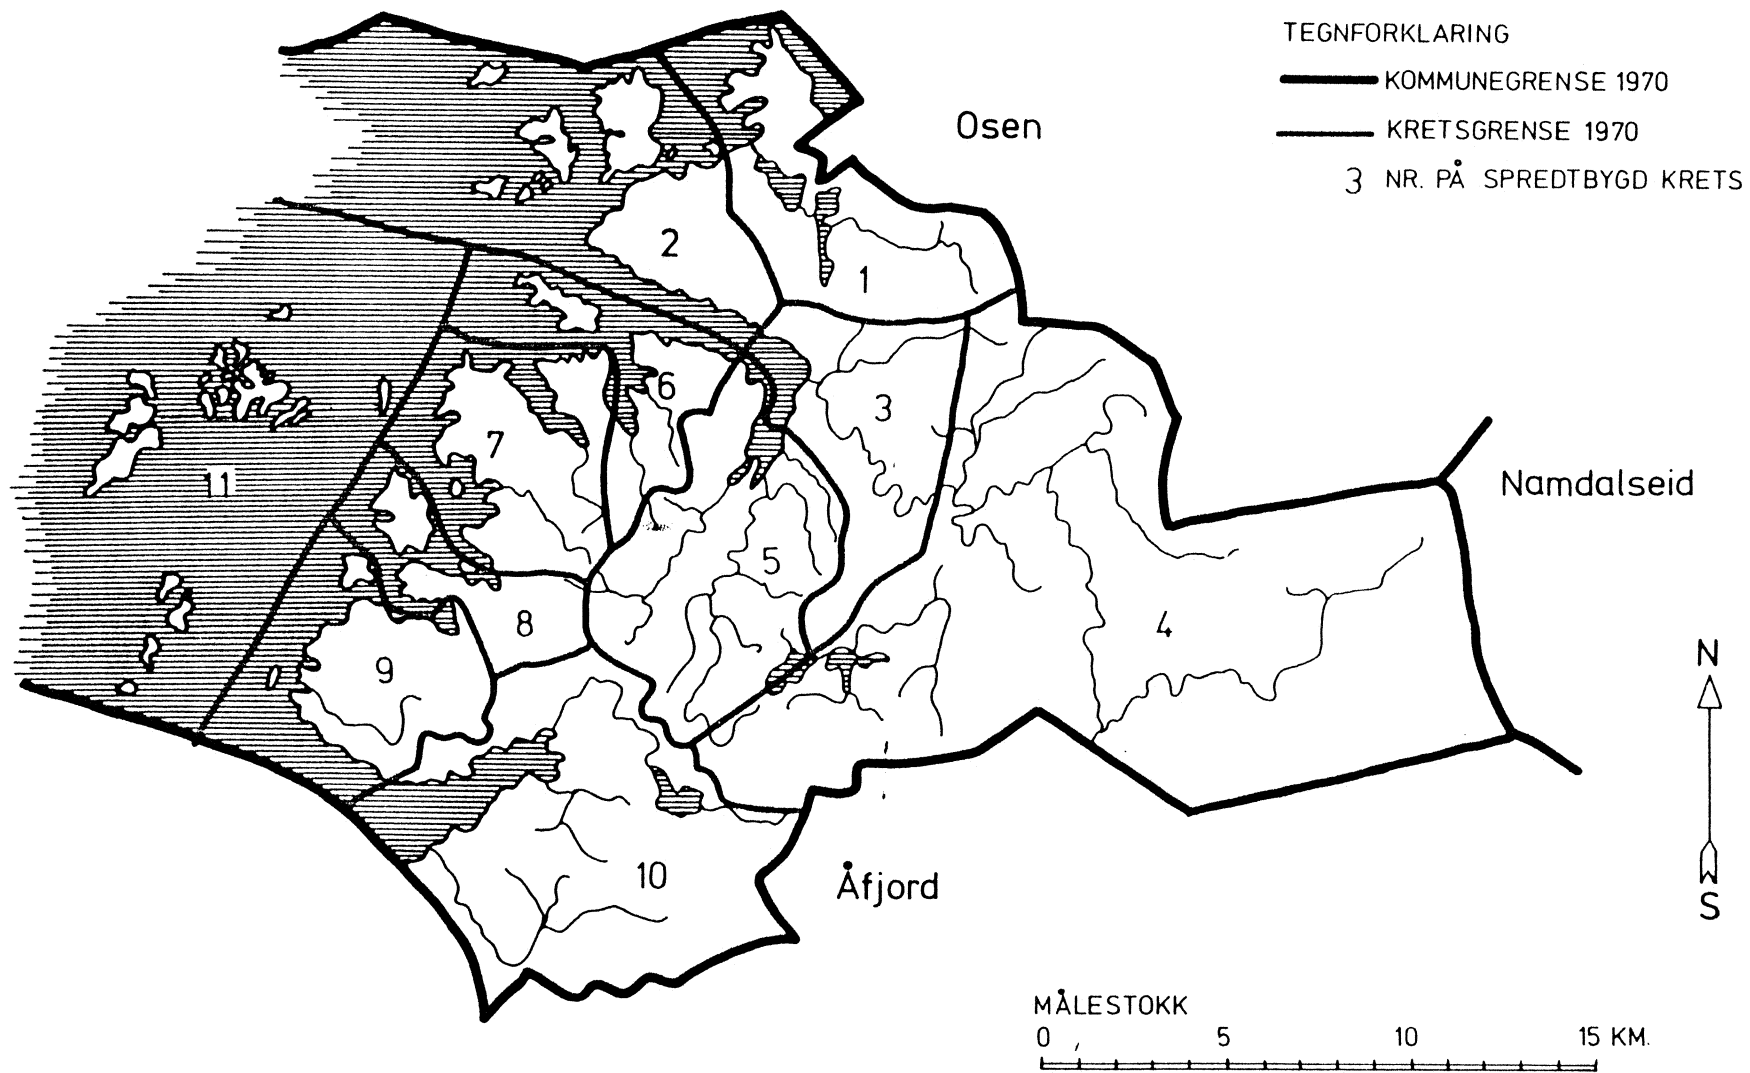 TEGNFORKLARING
KOMMUNEGRENSE 1970
KRETSGRENSE 1970
3 NR. PÅ SPREDTBYGD KRETS
Osen
2
1
6
3
7
11
Namdalseid
5
8
4
9
N
10
Åfjord
S
MÅLESTOKK
0 5 10 15 KM.